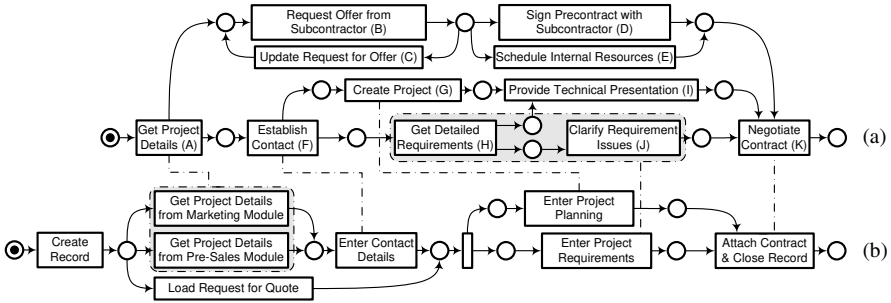 Request Offer from
Subcontractor (B)
Sign Precontract with
Subcontractor (D)
Update Request for Offer (C)
Schedule Internal Resources (E)
Create Project (G)
Provide Technical Presentation (I)
Get Project
Details (A)
Establish
Contact (F)
Get Detailed
Requirements (H)
Clarify Requirement
Issues (J)
Negotiate
Contract (K)
(a)
Get Project Details
from Marketing Module
Enter Project
Planning
Create
Record
Get Project Details
from Pre-Sales Module
Enter Contact
Details
Enter Project
Requirements
Attach Contract
& Close Record
(b)
Load Request for Quote